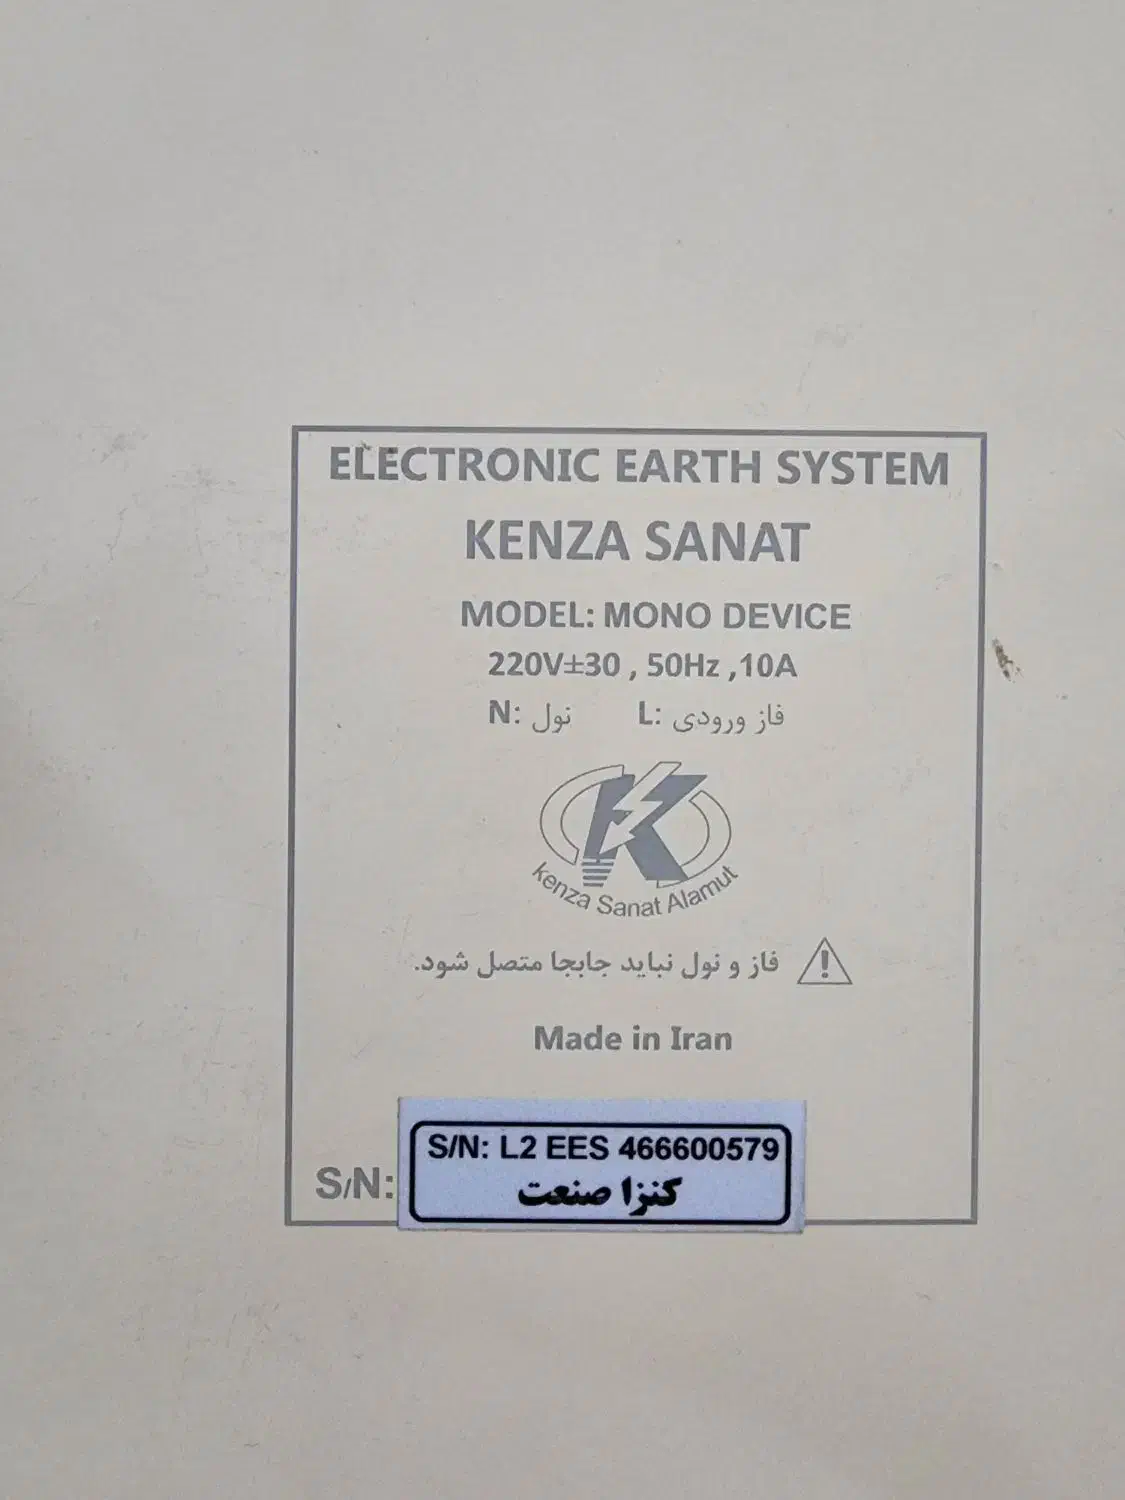 ELECTRONIC EARTH SYSTEM
KENZA SANAT
MODEL: MONO DEVICE
220V±30 , 50Hz ,10A
N: نول L: فاز ورودی
K
kenza Sanat Alamut
فاز و نول نباید جابجا متصل شود.
Made in Iran
S/N:
S/N: L2 EES 466600579
کنزا صنعت